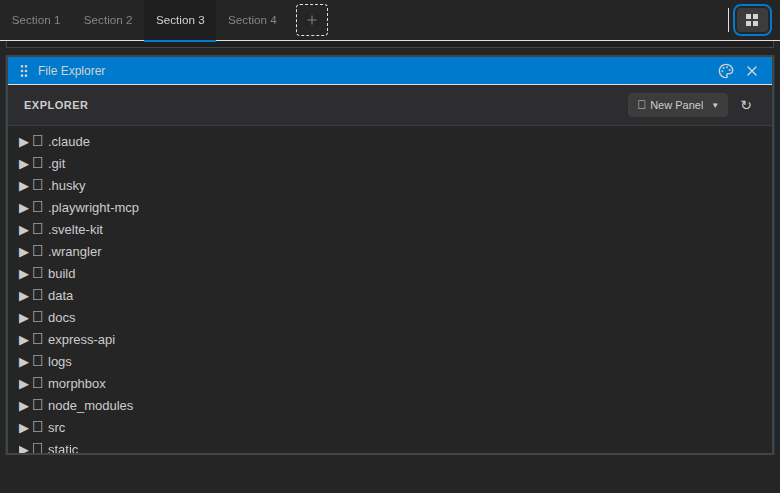 Section 1 Section 2 Section 3 Section 4 +
File Explorer
EXPLORER New Panel
.claude
.git
.husky
.playwright-mcp
.svelte-kit
.wrangler
build
data
docs
express-api
logs
morphbox
node_modules
src
static